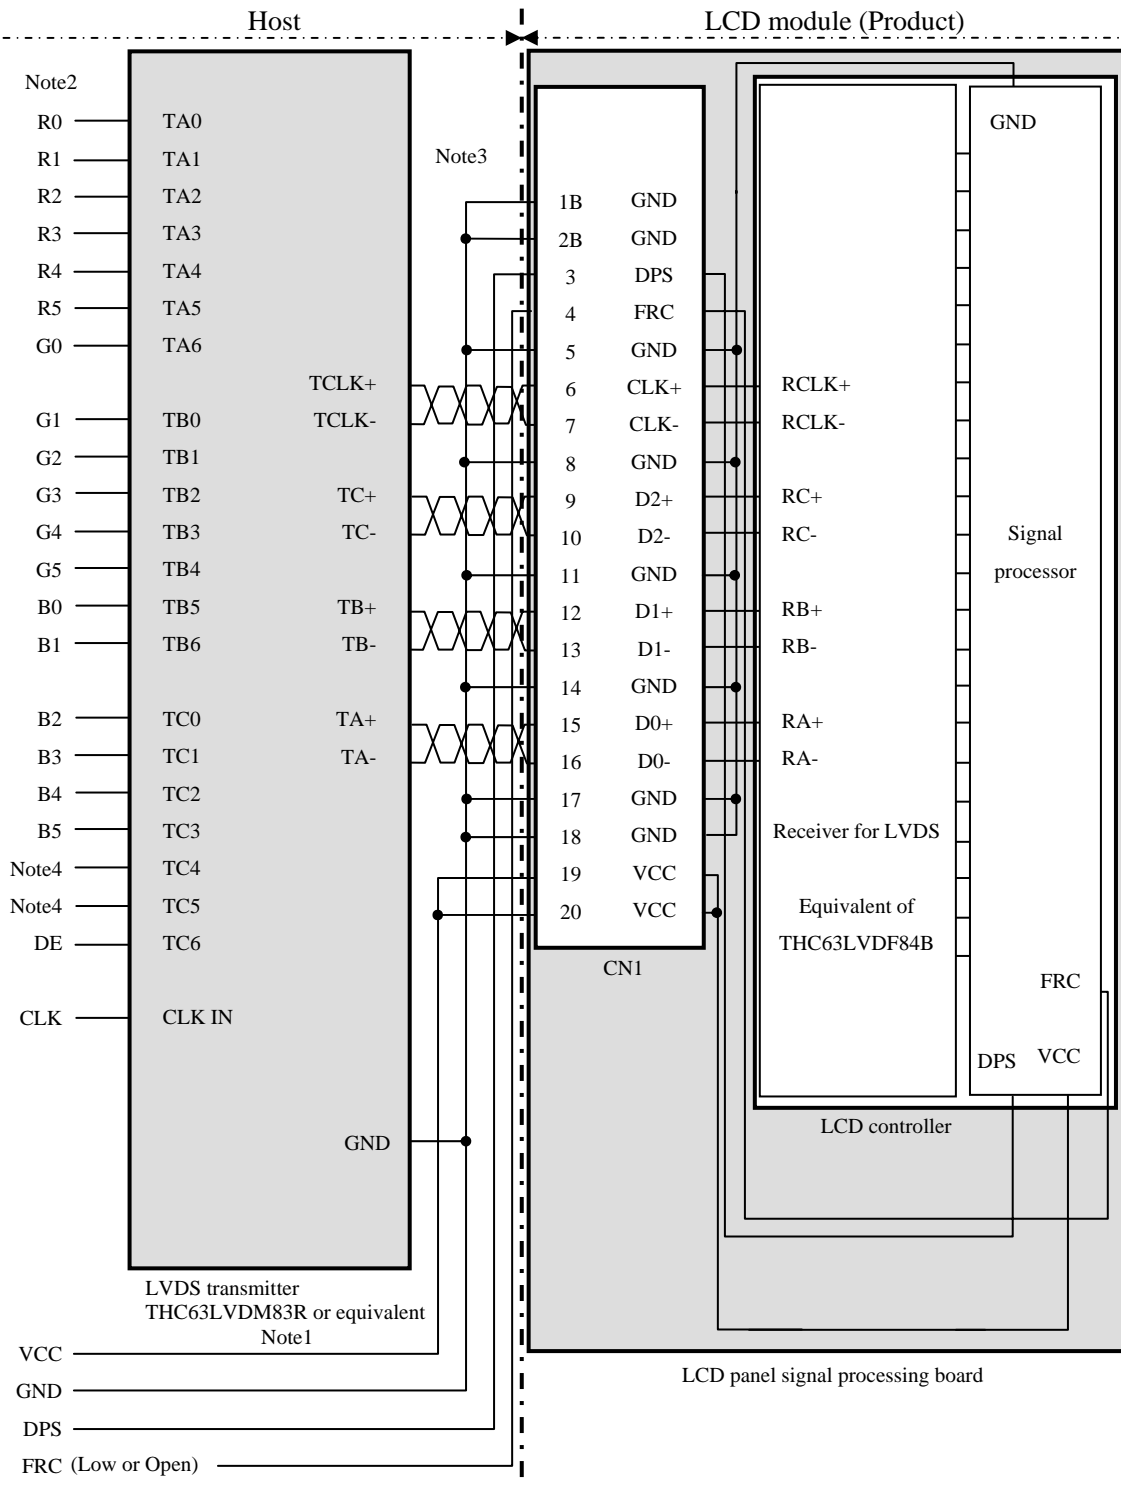 Host
LCD module (Product)
Note2
R0 TA0
R1 TA1
R2 TA2
R3 TA3
R4 TA4
R5 TA5
G0 TA6
TCLK+
G1 TB0 TCLK-
G2 TB1
G3 TB2 TC+
G4 TB3 TC-
G5 TB4
B0 TB5 TB+
B1 TB6 TB-
B2 TC0 TA+
B3 TC1 TA-
B4 TC2
B5 TC3
Note4 TC4
Note4 TC5
DE TC6
CLK CLK IN
GND
LVDS transmitter
THC63LVDM83R or equivalent
Note1
VCC
GND
DPS
FRC (Low or Open)
Note3
1B GND
2B GND
3 DPS
4 FRC
5 GND
6 CLK+
7 CLK-
8 GND
9 D2+
10 D2-
11 GND
12 D1+
13 D1-
14 GND
15 D0+
16 D0-
17 GND
18 GND
19 VCC
20 VCC
CN1
RCLK+
RCLK-
RC+
RC-
RB+
RB-
RA+
RA-
Receiver for LVDS
Equivalent of
THC63LVDF84B
GND
Signal
processor
FRC
DPS VCC
LCD controller
LCD panel signal processing board